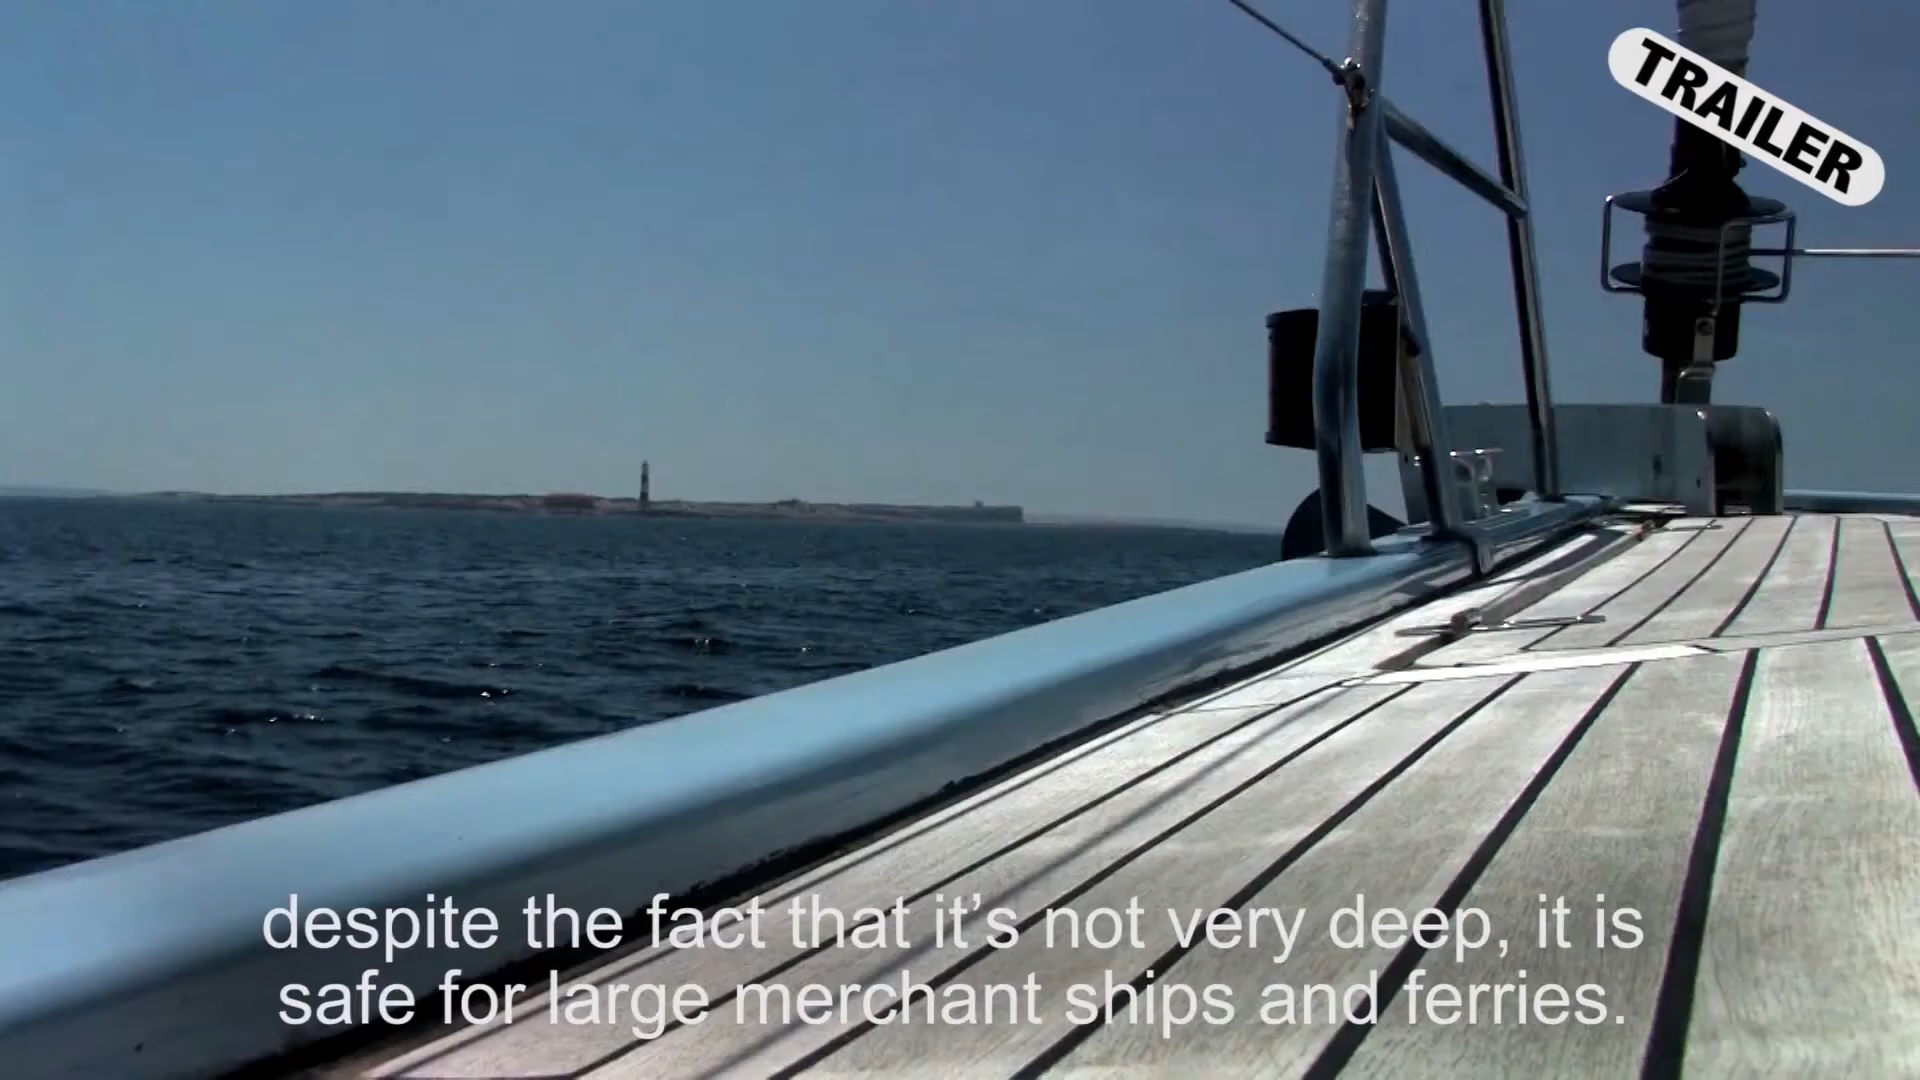 TRAILER
despite the fact that it’s not very deep, it is
safe for large merchant ships and ferries.